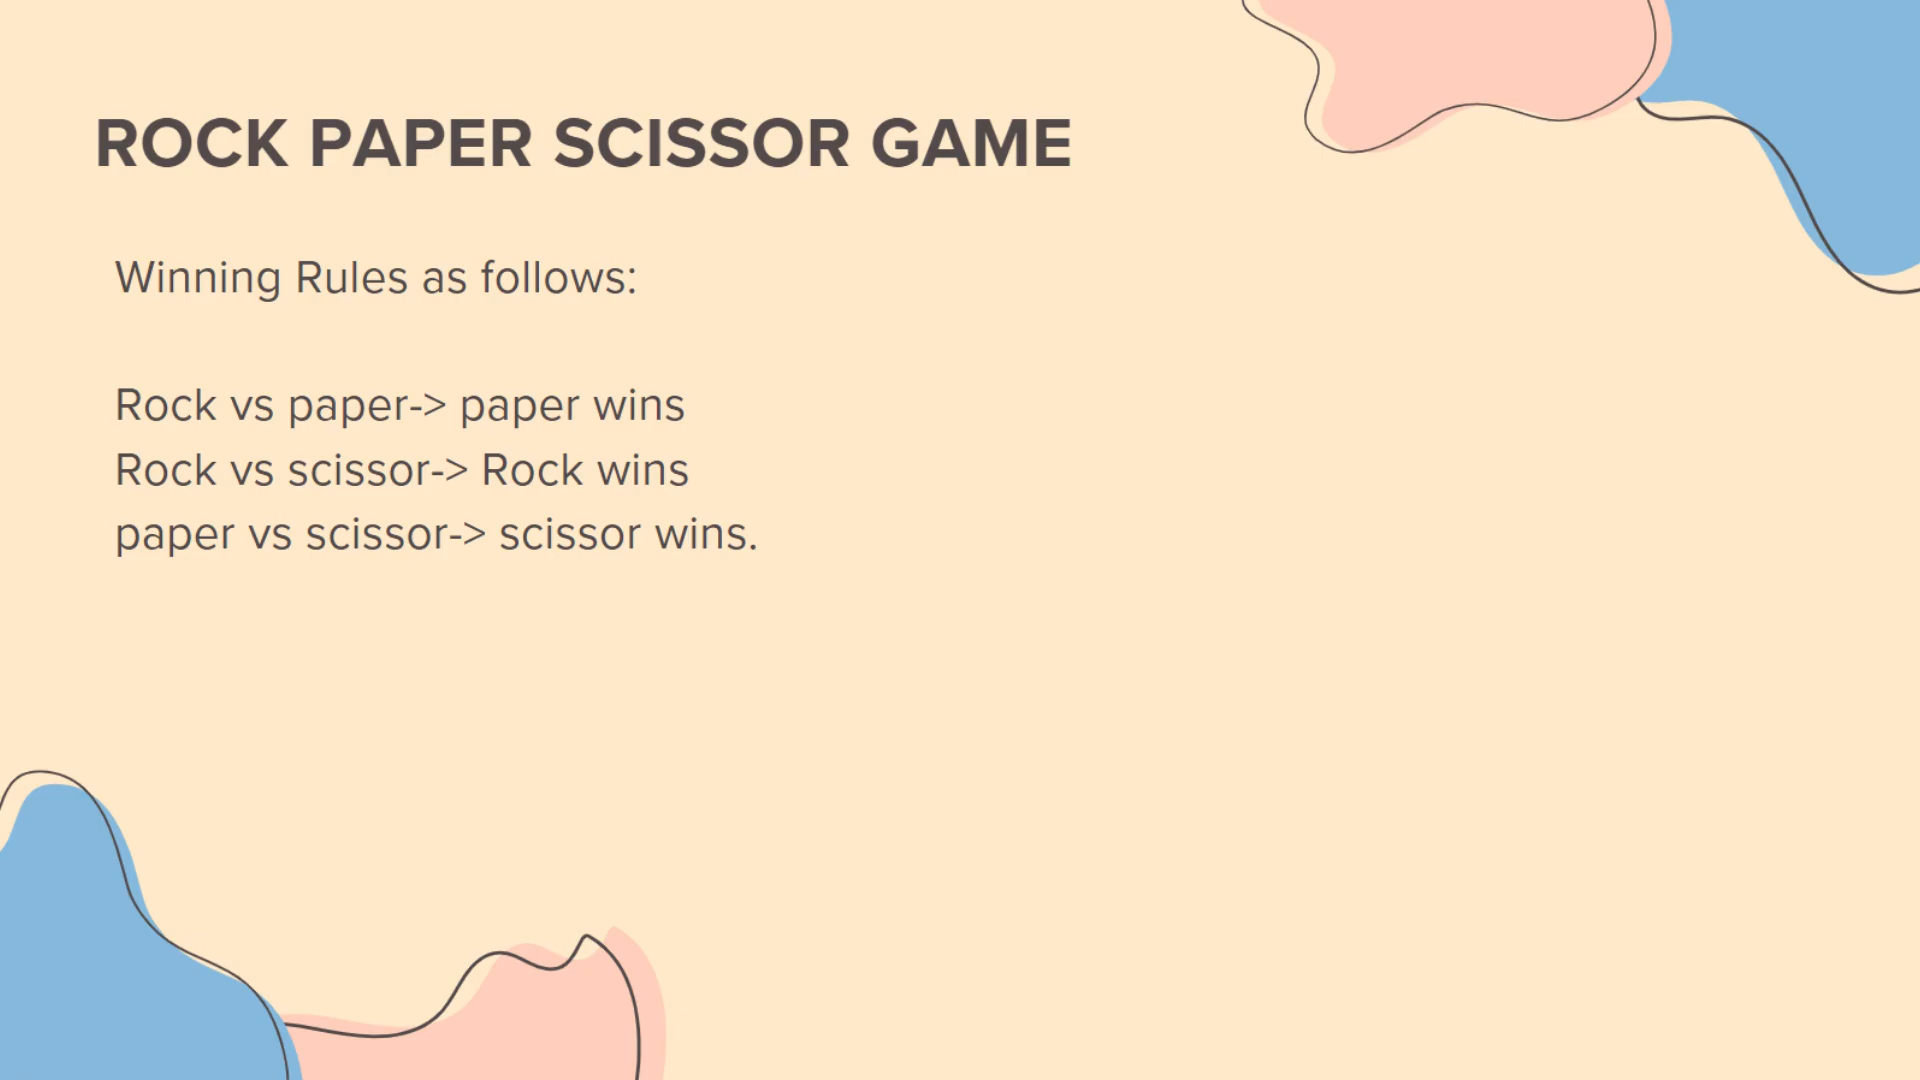 ROCK PAPER SCISSOR GAME
Winning Rules as follows:
Rock vs paper-> paper wins
Rock vs scissor-> Rock wins
paper vs scissor-> scissor wins.